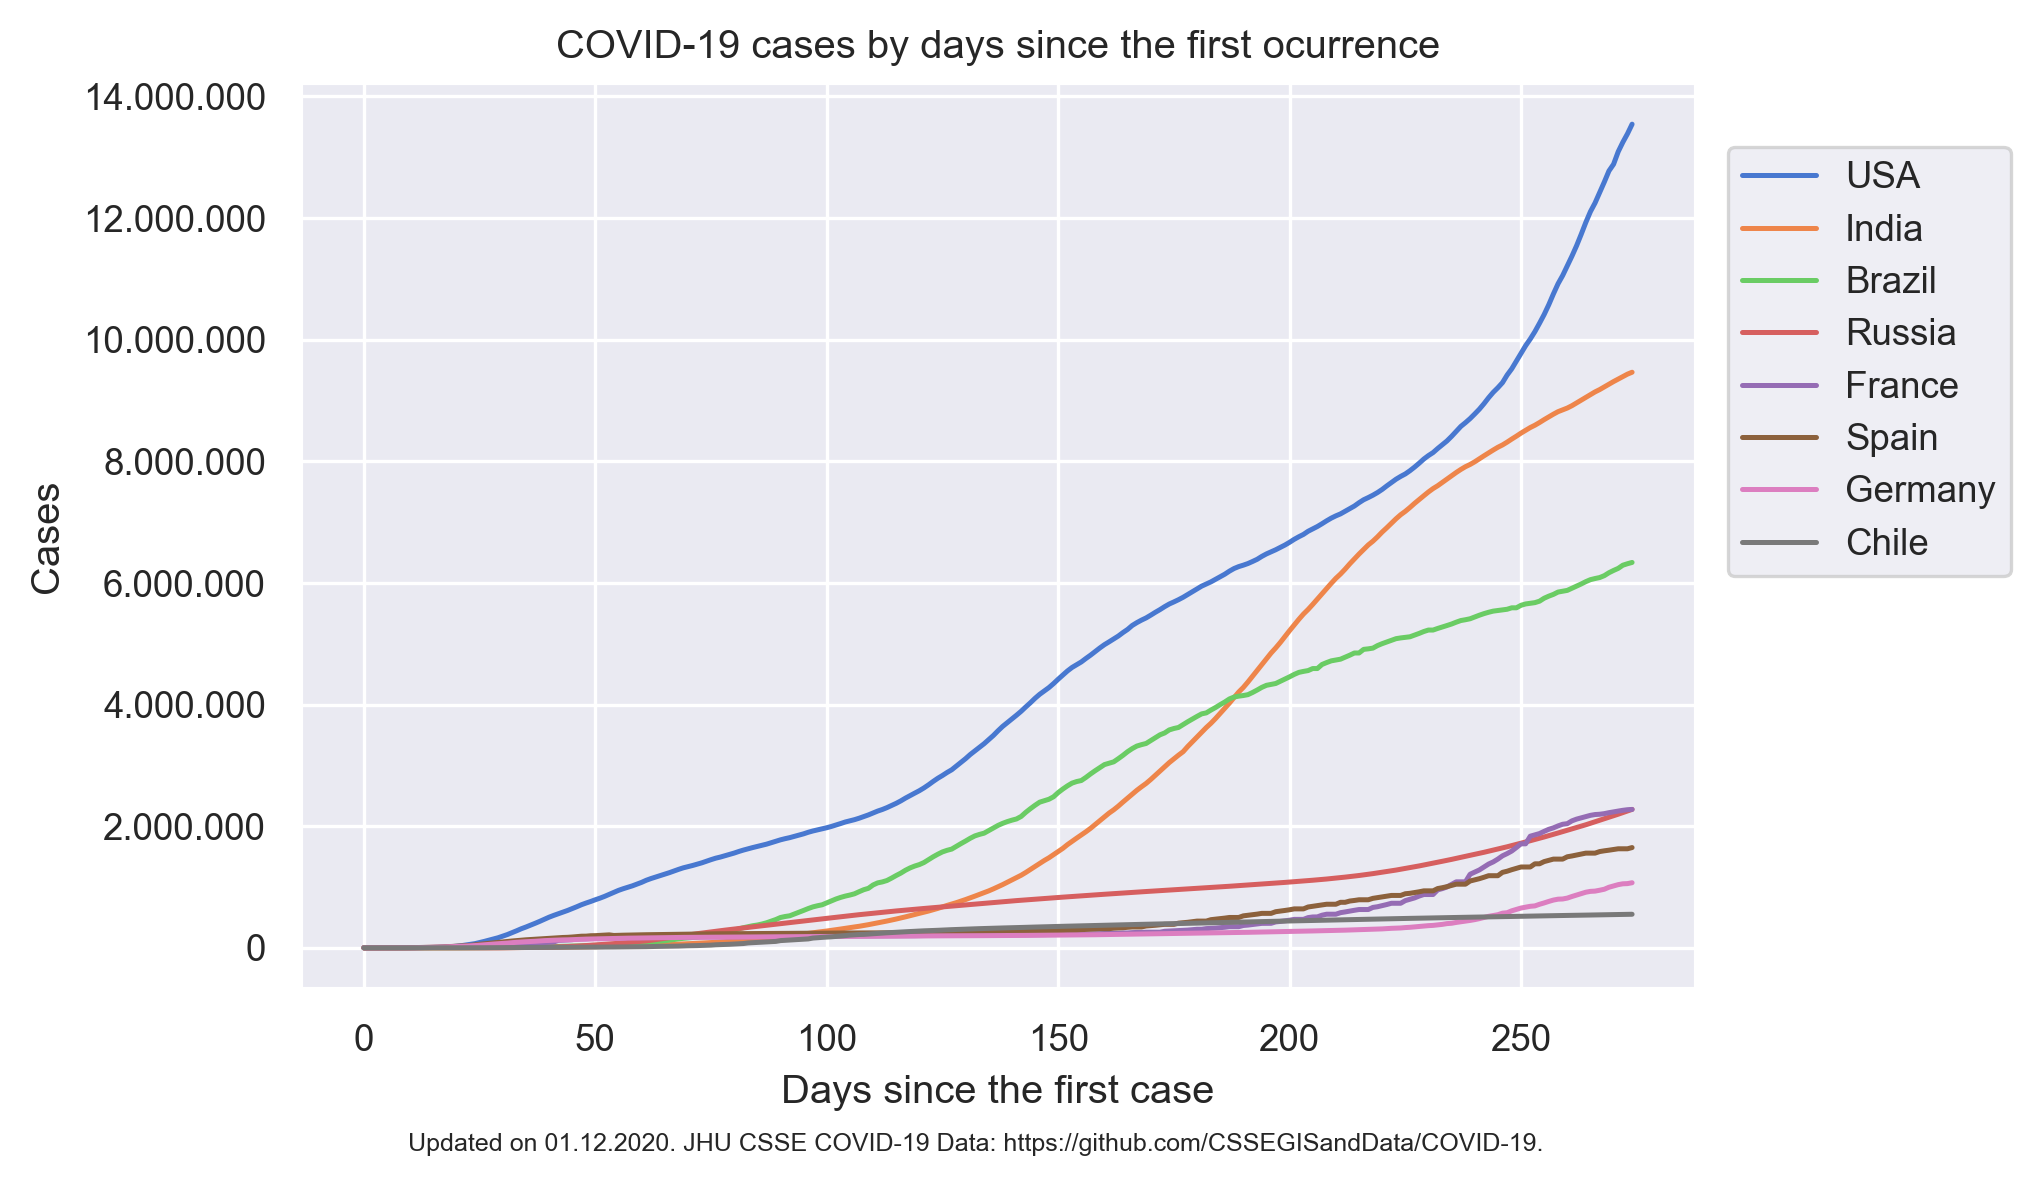 COVID-19 cases by days since the first ocurrence
14.000.000
12.000.000
10.000.000
8.000.000
6.000.000
4.000.000
2.000.000
0
Cases
0 50 100 150 200 250
Days since the first case
USA
India
Brazil
Russia
France
Spain
Germany
Chile
Updated on 01.12.2020. JHU CSSE COVID-19 Data: https://github.com/CSSEGISandData/COVID-19.